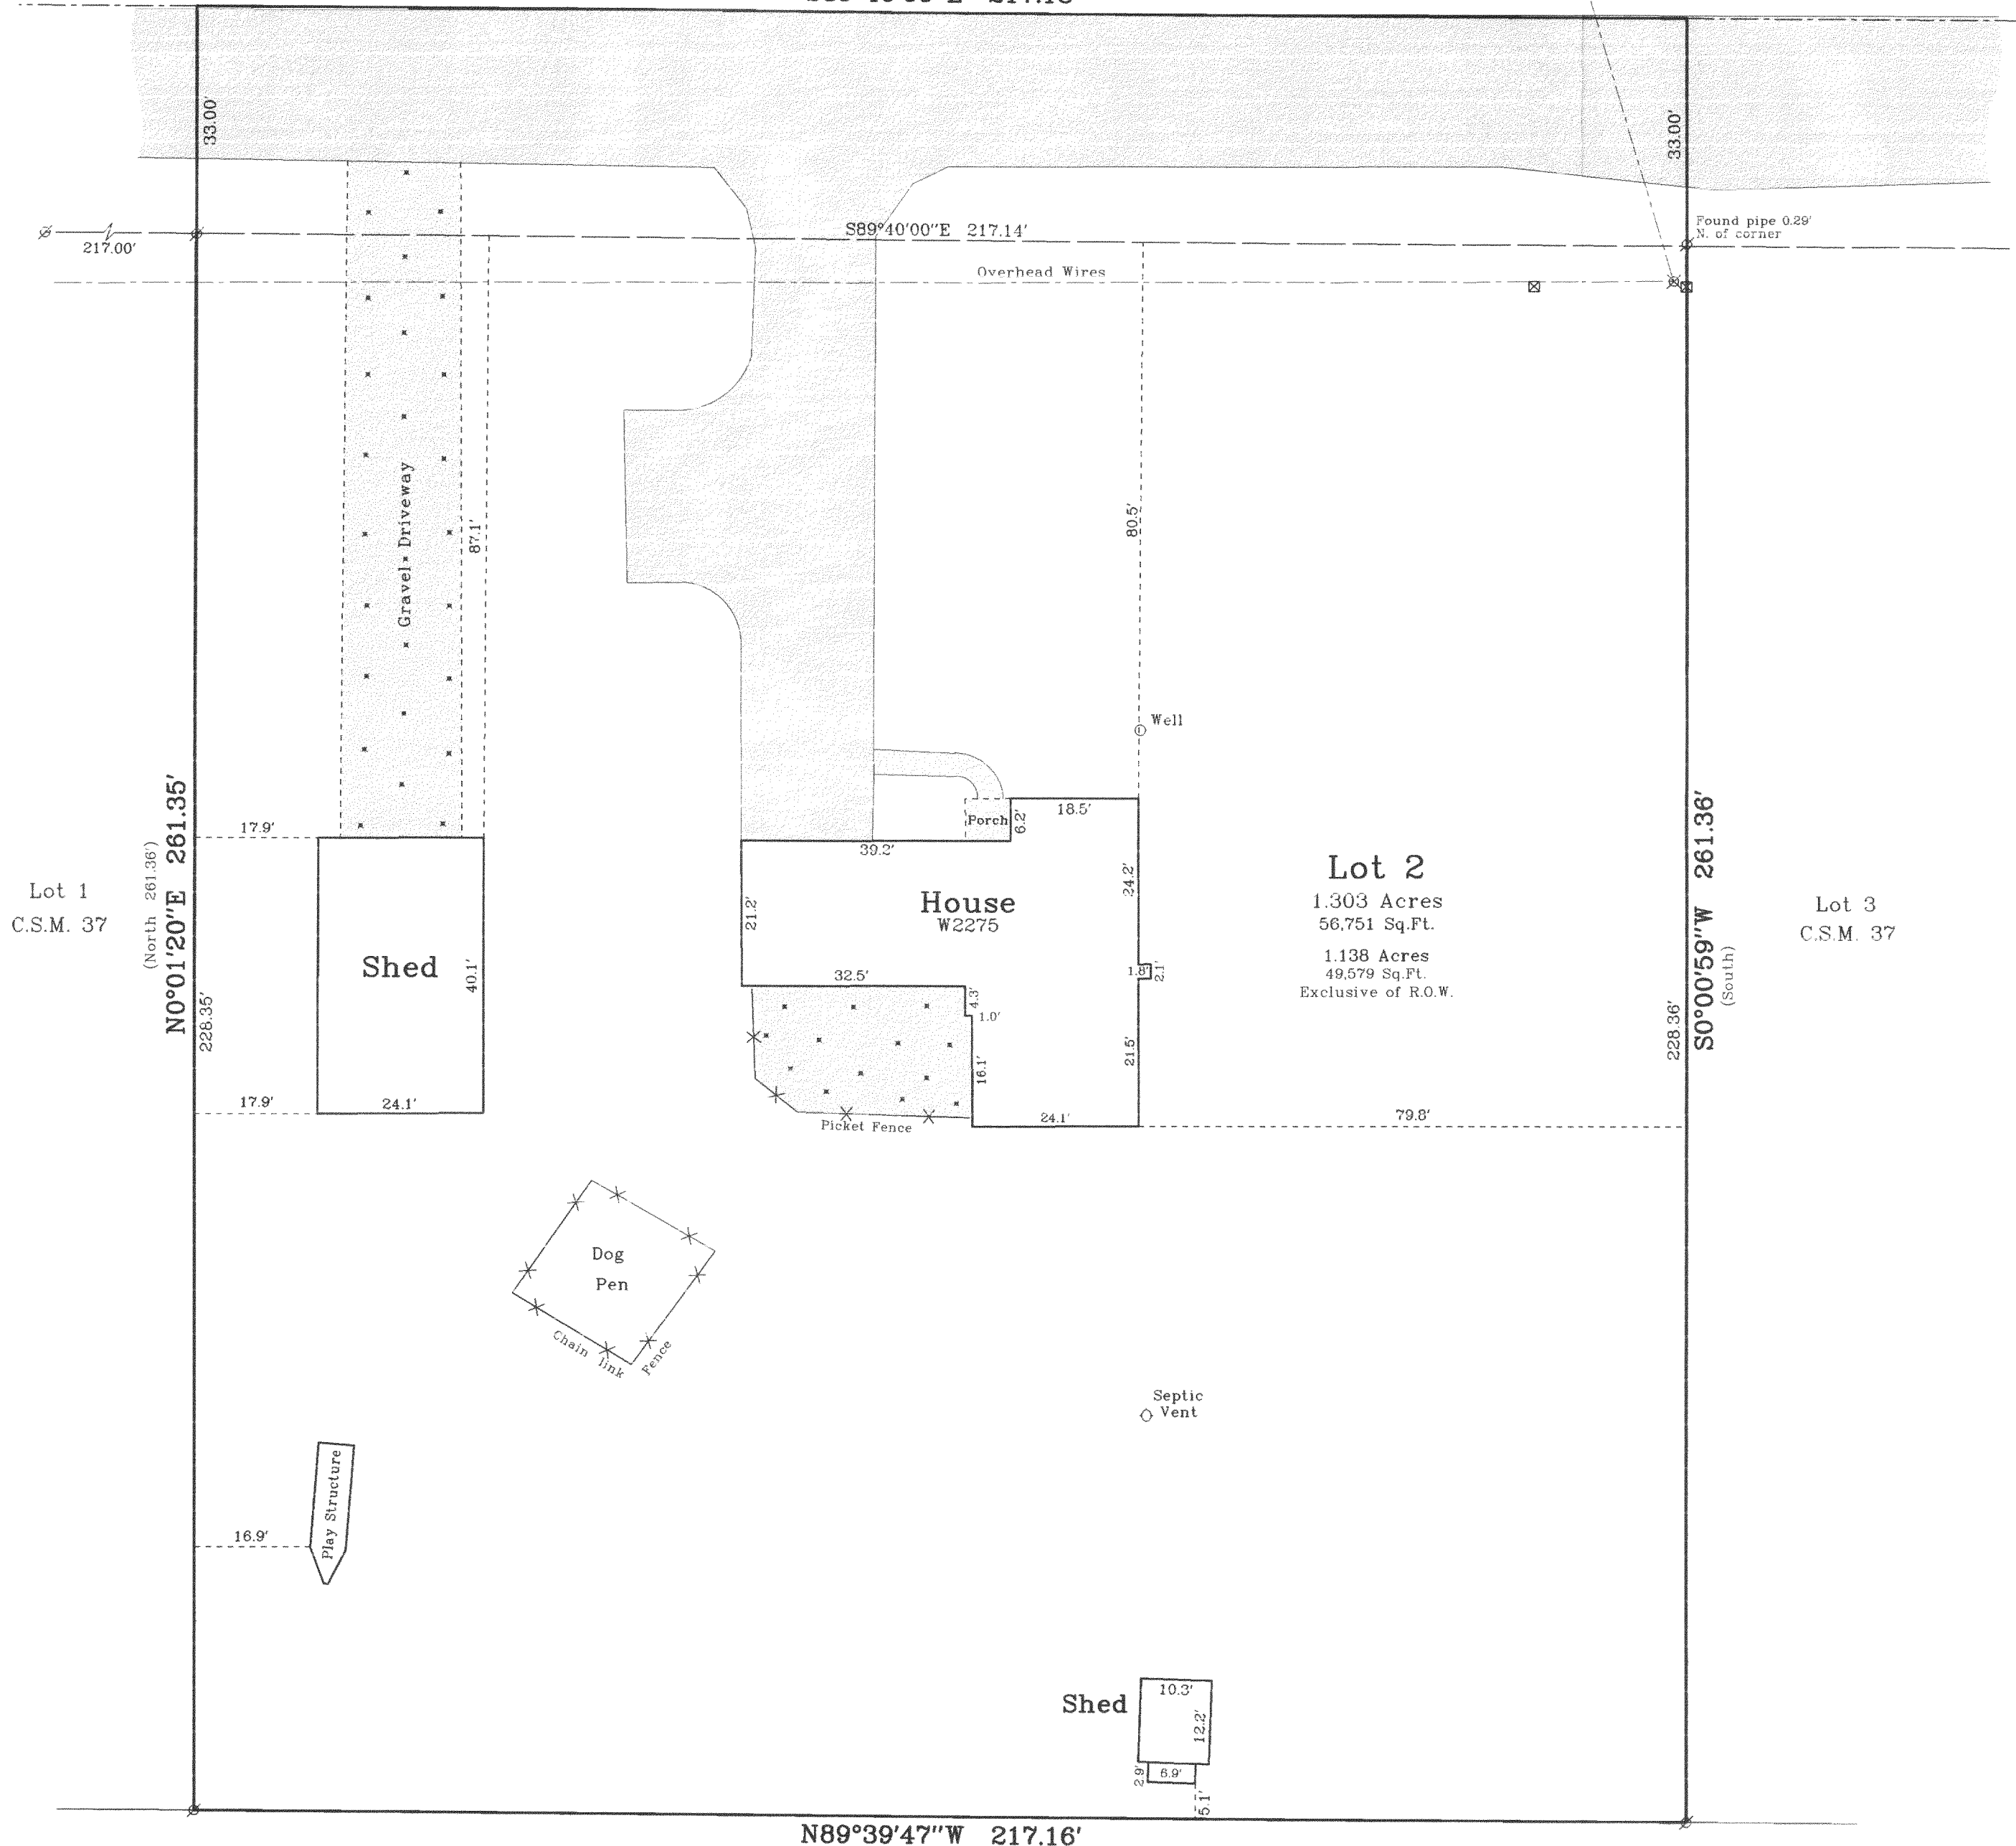 33.00'
33.00'
Found pipe 0.29'
N. of corner
217.00'
S89°40'00"E 217.14'
Overhead Wires
Gravel Driveway
87.1'
80.5'
Well
N0°01'20"E 261.35'
(North 261.36')
228.35'
S0°00'59"W 261.36'
(South)
228.36'
17.9'
Porch
6.2'
18.5'
39.2'
24.2'
Lot 1
C.S.M. 37
Shed
40.1'
21.2'
House
W2275
Lot 2
1.303 Acres
56,751 Sq.Ft.
1.138 Acres
49,579 Sq.Ft.
Exclusive of R.O.W.
Lot 3
C.S.M. 37
32.5'
1.8'
2.1'
4.3'
1.0'
16.1'
21.5'
17.9'
24.1'
24.1'
79.8'
Picket Fence
Dog
Pen
Chain link Fence
Septic
Vent
Play Structure
16.9'
Shed
10.3'
12.2'
2.9'
6.9'
5.1'
N89°39'47"W 217.16'